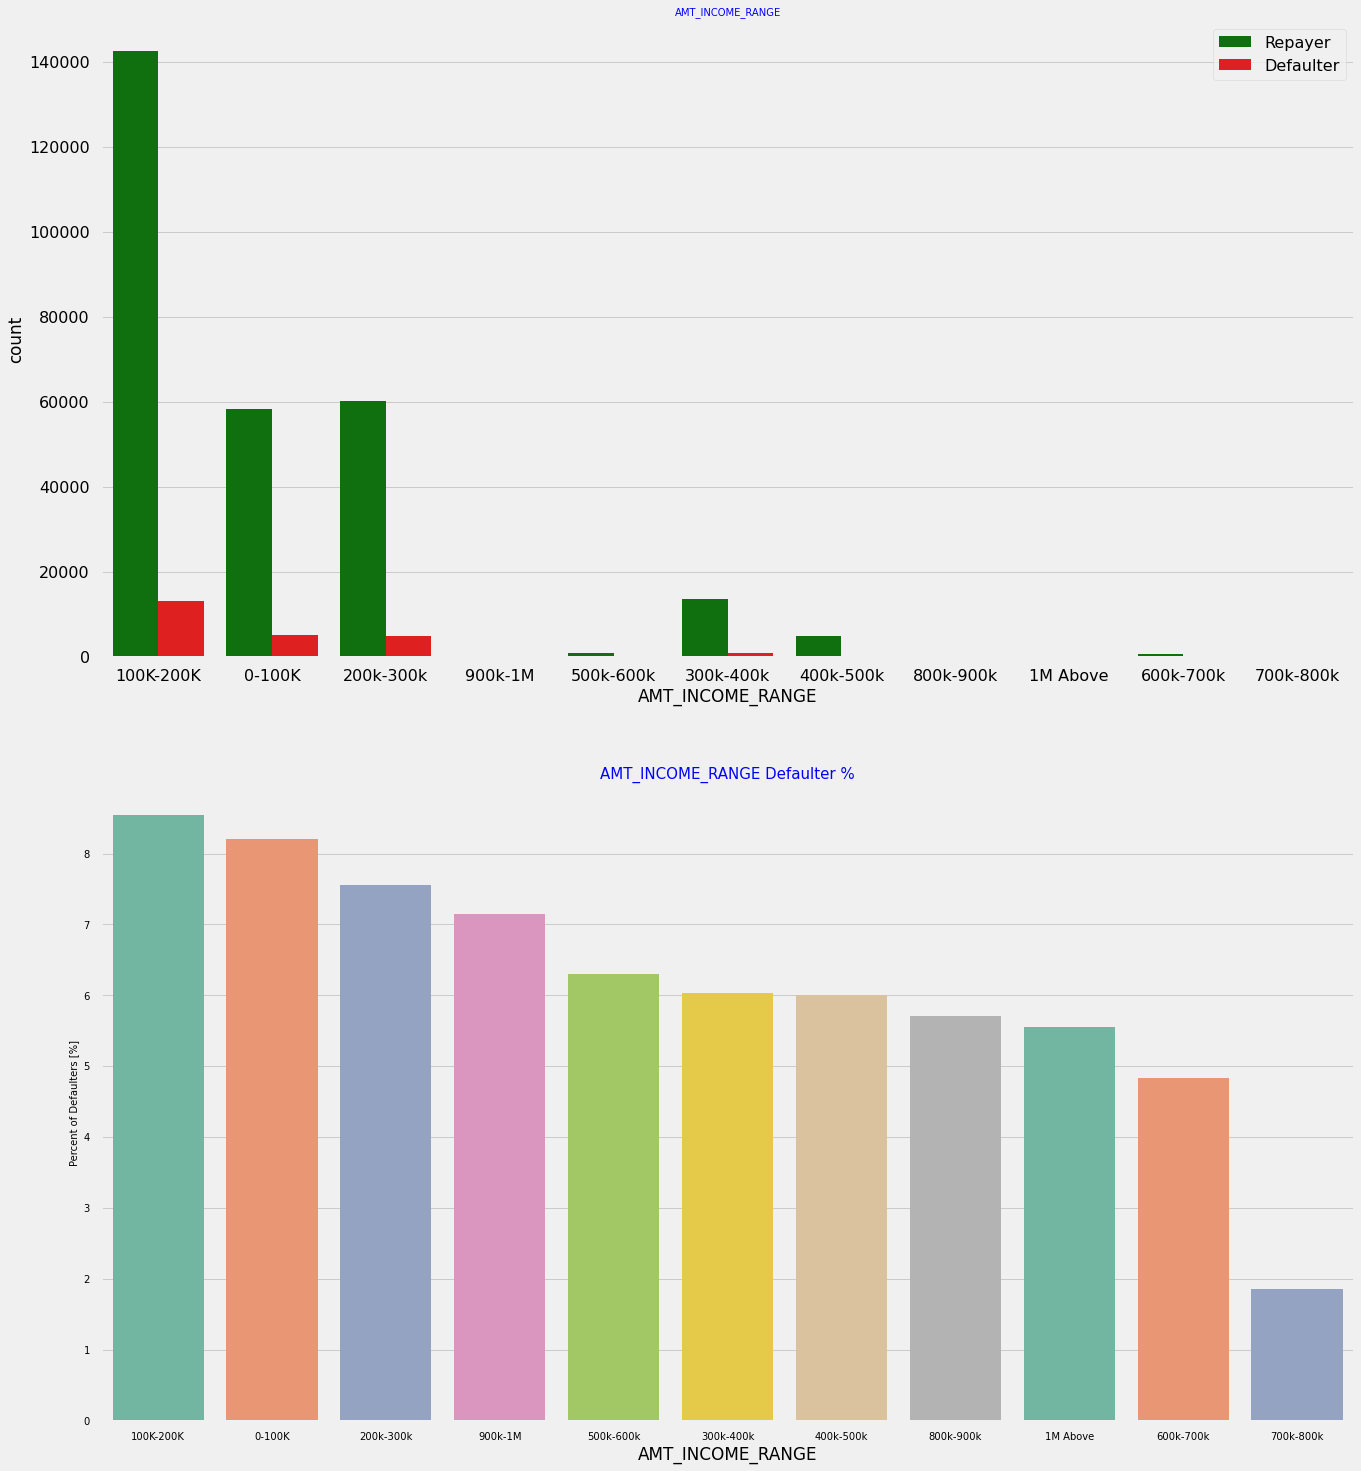 AMT_INCOME_RANGE
Repayer
Defaulter
140000
120000
100000
80000
60000
40000
20000
0
count
100K-200K 0-100K 200k-300k 900k-1M 500k-600k 300k-400k 400k-500k 800k-900k 1M Above 600k-700k 700k-800k
AMT_INCOME_RANGE
AMT_INCOME_RANGE Defaulter %
8
7
6
5
4
3
2
1
0
Percent of Defaulters [%]
100K-200K 0-100K 200k-300k 900k-1M 500k-600k 300k-400k 400k-500k 800k-900k 1M Above 600k-700k 700k-800k
AMT_INCOME_RANGE